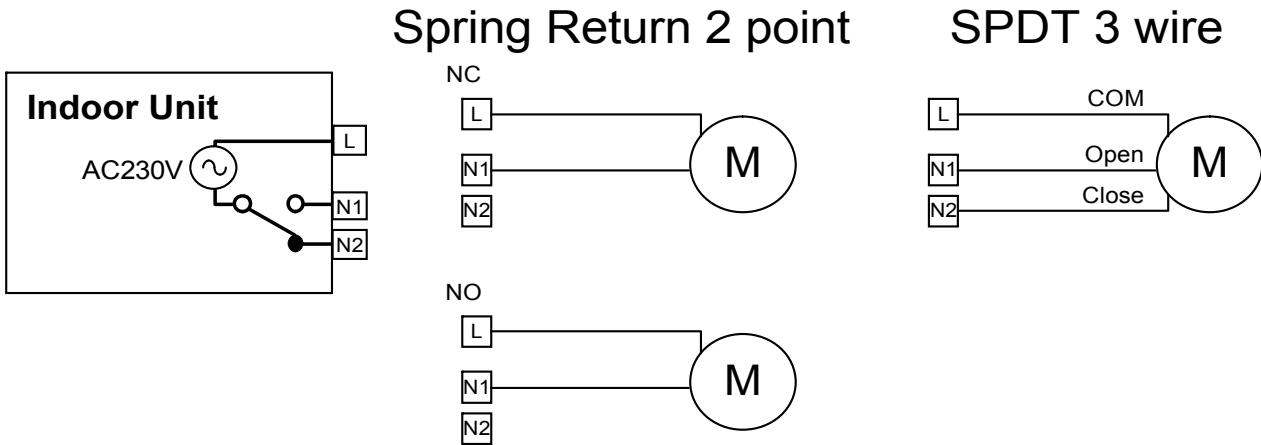 Spring Return 2 point
SPDT 3 wire
Indoor Unit
AC230V
L
N1
N2
NC
L
N1
N2
M
NO
L
N1
N2
M
L
N1
N2
COM
Open
Close
M